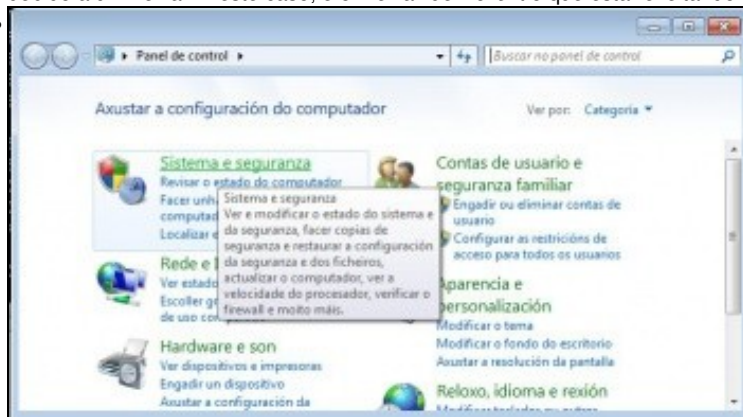 Panel de control
Buscar no panel de control
Axustar a configuración do computador
Ver por: Categoria
Sistema e seguranza
Revisar o estado do computador
Facer unh
computad
Localizar e
Sistema e seguranza
Ver e modificar o estado do sistema e
da seguranza, facer copias de
seguranza e restaurar a configuración
da seguranza e dos ficheiros,
actualizar o computador, ver a
velocidade do procesador, verificar o
firewall e moito máis.
Rede e I
Ver estado
Escoller g
de uso co
Hardware e son
Ver dispositivos e impresoras
Engadir un dispositivo
Axustar a configuración da
Contas de usuario e
seguranza familiar
Engadir ou eliminar contas de
usuario
Configurar as restricións de
acceso para todos os usuarios
Aparencia e
personalización
Modificar o tema
Modificar o fondo do escritorio
Axustar a resolución da pantalla
Reloxo, idioma e rexión